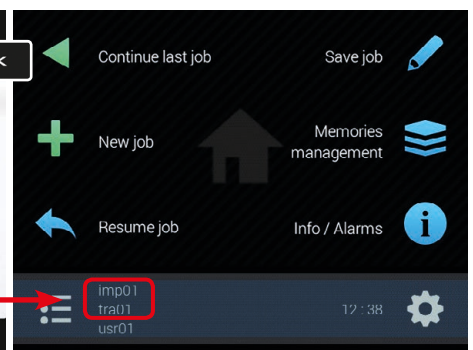 Continue last job
Save job
New job
Memories
management
Resume job
Info / Alarms
imp01
tra01
12:38
usr01